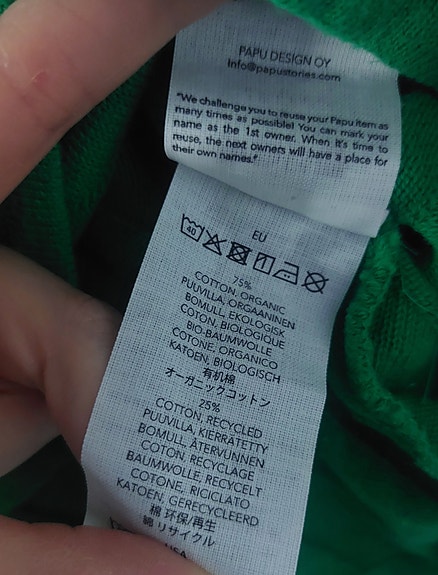 PAPU DESIGN OY
Info@papustories.com
"We challenge you to reuse your Papu item as
many times as possible! You can mark your
name as the 1st owner. When it's time to
reuse, the next owners will have a place for
their own names."
EU
40
75%
COTTON, ORGANIC
PUUVILLA, ORGAANINEN
BOMULL, EKOLOGISK
COTON, BIOLOGIQUE
BIO-BAUMWOLLE
COTONE, ORGANICO
KATOEN, BIOLOGISCH
有机棉
オーガニックコットン
25%
COTTON, RECYCLED
PUUVILLA, KIERRÄTETTY
BOMULL, ÅTERVUNNEN
COTON, RECYCLAGE
BAUMWOLLE, RECYCELT
COTONE, RICICLATO
KATOEN, GERECYCLEERD
棉 环保/再生
綿 リサイクル
USA